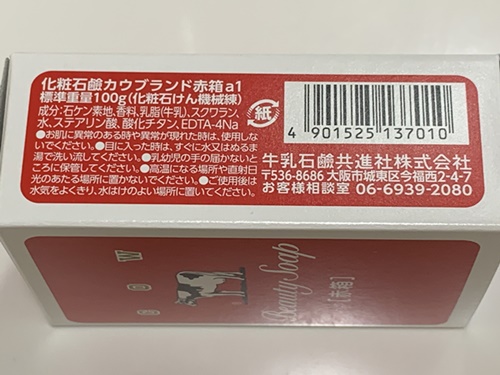 化粧石鹸カウブランド赤箱a1
標準重量100g(化粧石けん機械練)
成分:石ケン素地、香料、乳脂(牛乳)、スクワラン、
水、ステアリン酸、酸化チタン、EDTA-4Na
●お肌に異常のある時や異常が現れた時は、使用しな
いでください。●目に入った時は、すぐに水又はぬるま
湯で洗い流してください。●乳幼児の手の届かないと
ころに保管してください。●高温になる場所や直射日
光のあたる場所に置かないでください。●ご使用後は
水気をよくきり、水はけのよい場所に置いてください。
紙
4 901525 137010
牛乳石鹸共進社株式会社
〒536-8686 大阪市城東区今福西2-4-7
お客様相談室 06-6939-2080
COW
Beauty Soap
[赤箱]